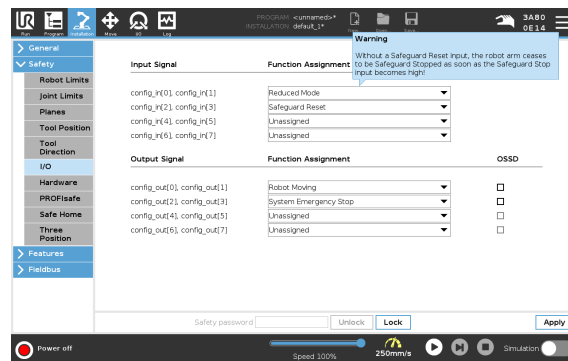 UR
Run Program Installation Move I/O Log
PROGRAM <unnamed>*
INSTALLATION default_1*
3A80
0E14
Warning
Without a Safeguard Reset input, the robot arm ceases
to be Safeguard Stopped as soon as the Safeguard Stop
input becomes high!
General
Safety
Robot Limits
Joint Limits
Planes
Tool Position
Tool
Direction
I/O
Hardware
PROFIsafe
Safe Home
Three
Position
Features
Fieldbus
Input Signal Function Assignment
config_in[0], config_in[1] Reduced Mode
config_in[2], config_in[3] Safeguard Reset
config_in[4], config_in[5] Unassigned
config_in[6], config_in[7] Unassigned
Output Signal Function Assignment OSSD
config_out[0], config_out[1] Robot Moving
config_out[2], config_out[3] System Emergency Stop
config_out[4], config_out[5] Unassigned
config_out[6], config_out[7] Unassigned
Safety password Unlock Lock Apply
Power off
Speed 100%
250mm/s
Simulation